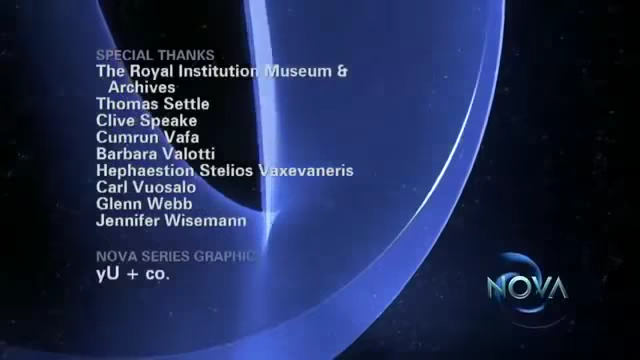 SPECIAL THANKS
The Royal Institution Museum &
Archives
Thomas Settle
Clive Speake
Cumrun Vafa
Barbara Valotti
Hephaestion Stelios Vaxevaneris
Carl Vuosalo
Glenn Webb
Jennifer Wisemann
NOVA SERIES GRAPHIC
yU + co.
NOVA